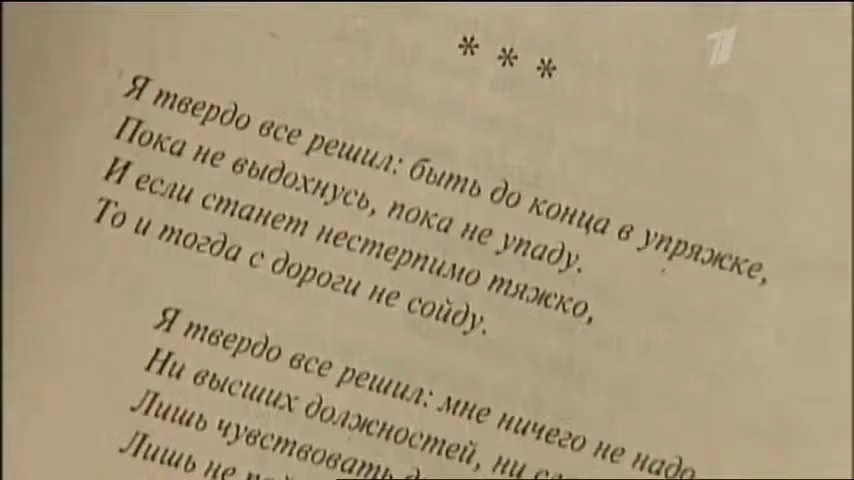 * * *
Я твердо все решил: быть до конца в упряжке,
Пока не выдохнусь, пока не упаду.
И если станет нестерпимо тяжко,
То и тогда с дороги не сойду.
Я твердо все решил: мне ничего не надо
Ни высших должностей, ни
Лишь чувствовать
Лишь не